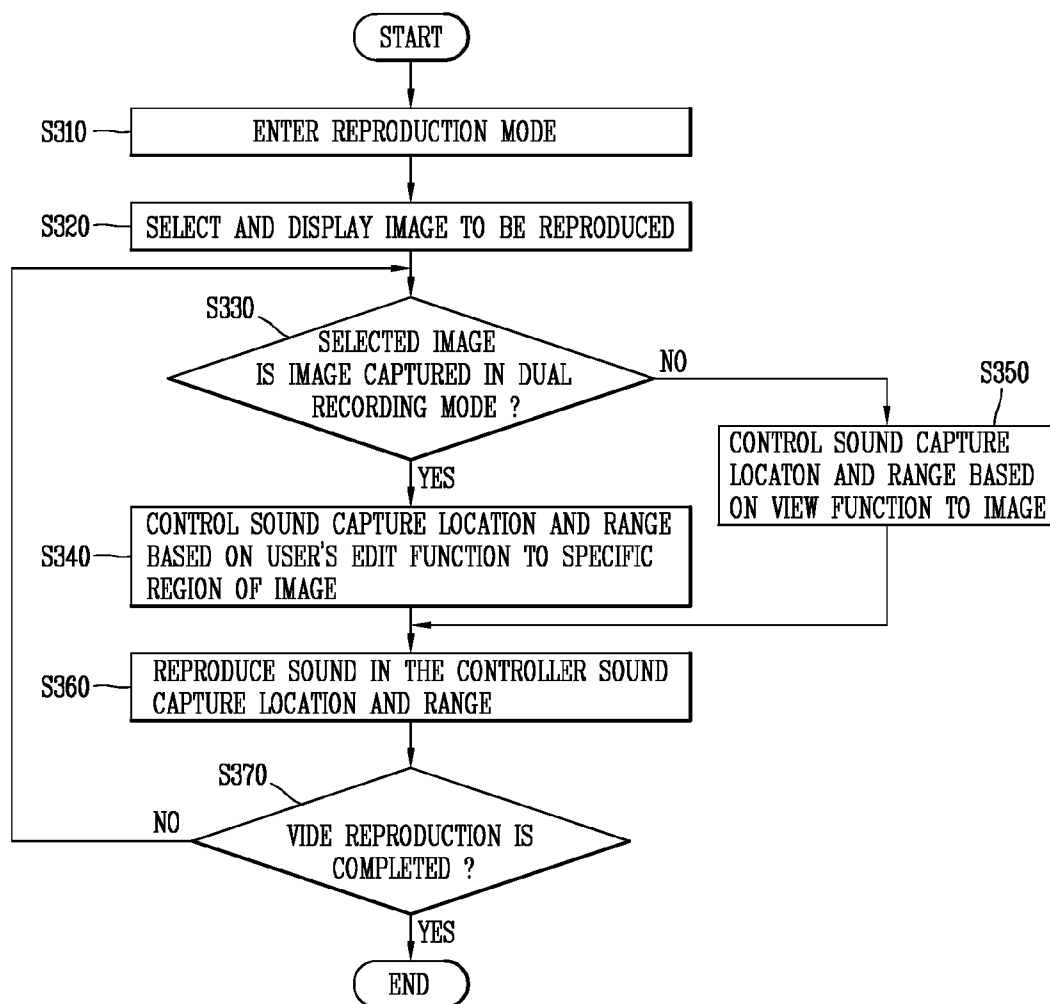 START
S310
ENTER REPRODUCTION MODE
S320
SELECT AND DISPLAY IMAGE TO BE REPRODUCED
S330
SELECTED IMAGE
IS IMAGE CAPTURED IN DUAL
RECORDING MODE ?
NO
YES
S350
CONTROL SOUND CAPTURE
LOCATON AND RANGE BASED
ON VIEW FUNCTION TO IMAGE
S340
CONTROL SOUND CAPTURE LOCATION AND RANGE
BASED ON USER'S EDIT FUNCTION TO SPECIFIC
REGION OF IMAGE
S360
REPRODUCE SOUND IN THE CONTROLLER SOUND
CAPTURE LOCATION AND RANGE
S370
NO
VIDE REPRODUCTION IS
COMPLETED ?
YES
END